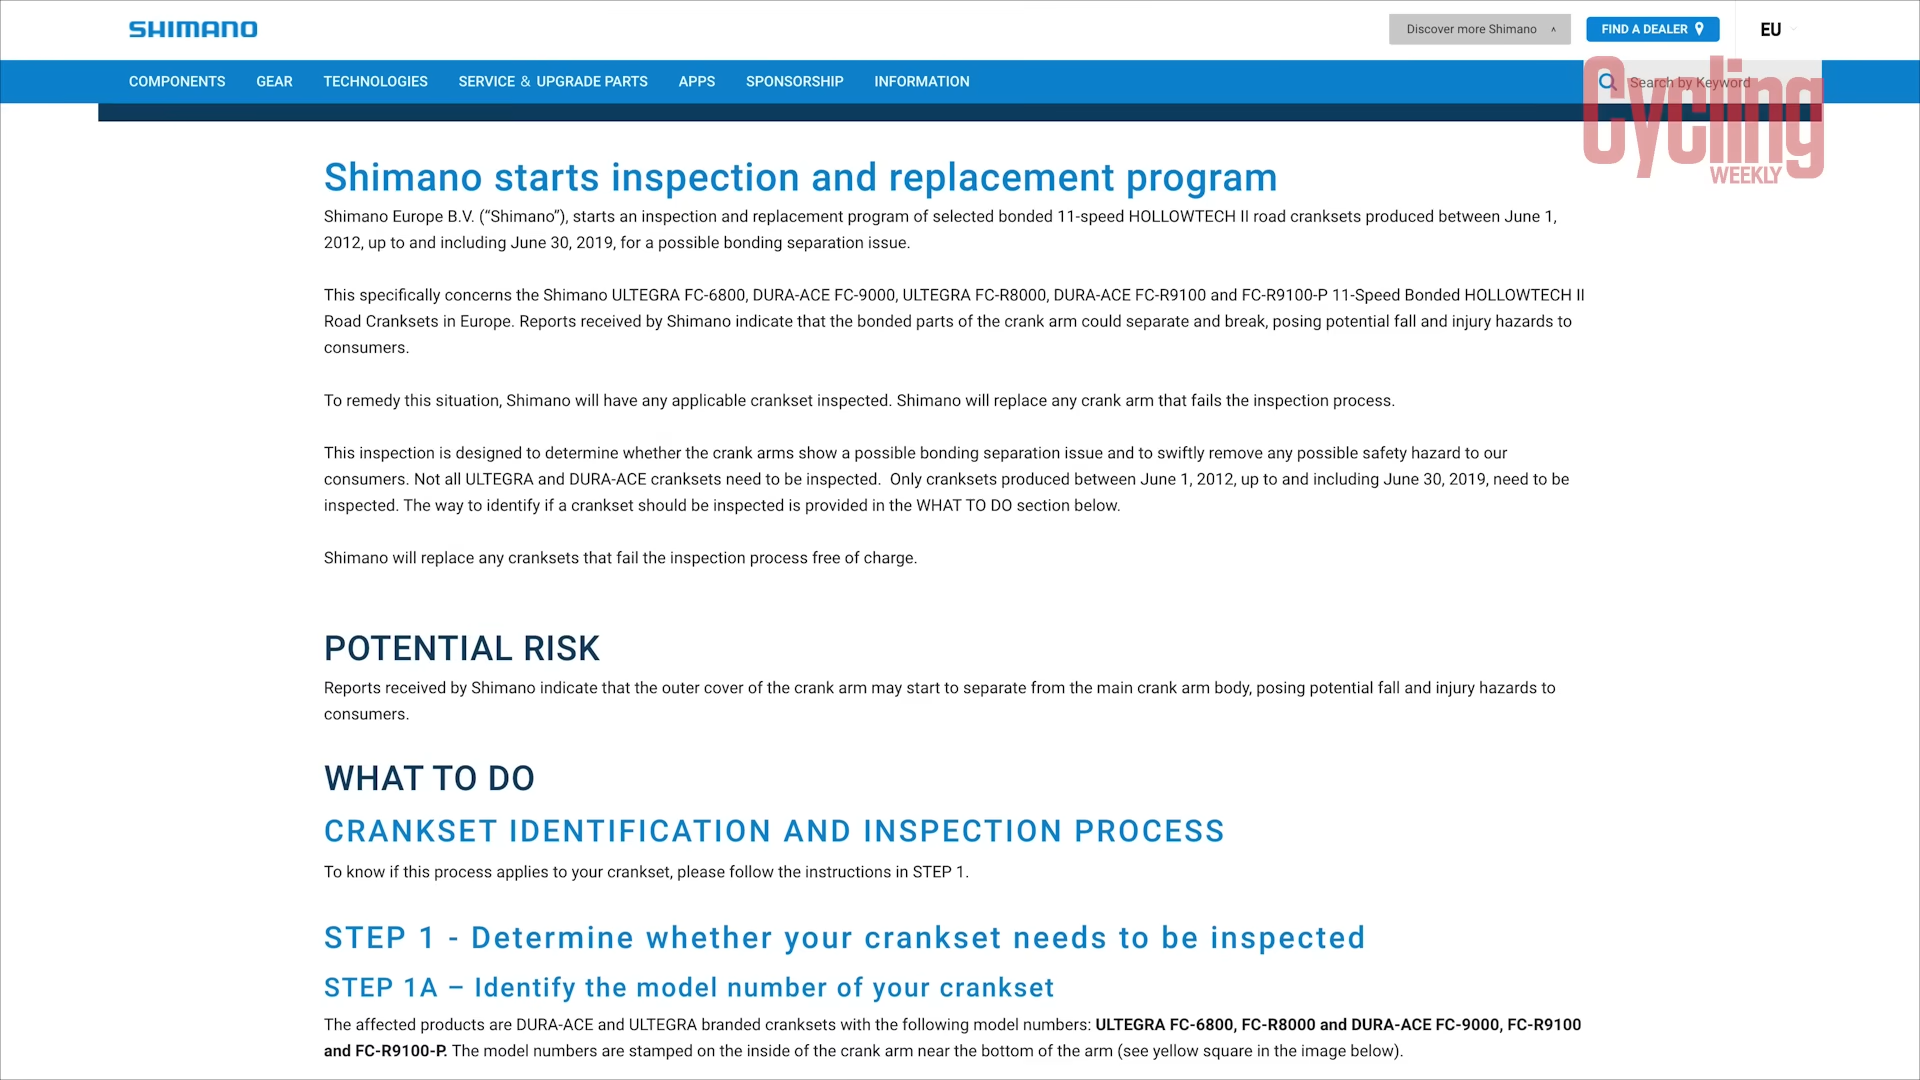 SHIMANO
Discover more Shimano
FIND A DEALER
EU
COMPONENTS GEAR TECHNOLOGIES SERVICE & UPGRADE PARTS APPS SPONSORSHIP INFORMATION
Search by Keyword
Cycling
WEEKLY
Shimano starts inspection and replacement program
Shimano Europe B.V. (“Shimano”), starts an inspection and replacement program of selected bonded 11-speed HOLLOWTECH II road cranksets produced between June 1,
2012, up to and including June 30, 2019, for a possible bonding separation issue.
This specifically concerns the Shimano ULTEGRA FC-6800, DURA-ACE FC-9000, ULTEGRA FC-R8000, DURA-ACE FC-R9100 and FC-R9100-P 11-Speed Bonded HOLLOWTECH II
Road Cranksets in Europe. Reports received by Shimano indicate that the bonded parts of the crank arm could separate and break, posing potential fall and injury hazards to
consumers.
To remedy this situation, Shimano will have any applicable crankset inspected. Shimano will replace any crank arm that fails the inspection process.
This inspection is designed to determine whether the crank arms show a possible bonding separation issue and to swiftly remove any possible safety hazard to our
consumers. Not all ULTEGRA and DURA-ACE cranksets need to be inspected. Only cranksets produced between June 1, 2012, up to and including June 30, 2019, need to be
inspected. The way to identify if a crankset should be inspected is provided in the WHAT TO DO section below.
Shimano will replace any cranksets that fail the inspection process free of charge.
POTENTIAL RISK
Reports received by Shimano indicate that the outer cover of the crank arm may start to separate from the main crank arm body, posing potential fall and injury hazards to
consumers.
WHAT TO DO
CRANKSET IDENTIFICATION AND INSPECTION PROCESS
To know if this process applies to your crankset, please follow the instructions in STEP 1.
STEP 1 - Determine whether your crankset needs to be inspected
STEP 1A – Identify the model number of your crankset
The affected products are DURA-ACE and ULTEGRA branded cranksets with the following model numbers: ULTEGRA FC-6800, FC-R8000 and DURA-ACE FC-9000, FC-R9100
and FC-R9100-P. The model numbers are stamped on the inside of the crank arm near the bottom of the arm (see yellow square in the image below).